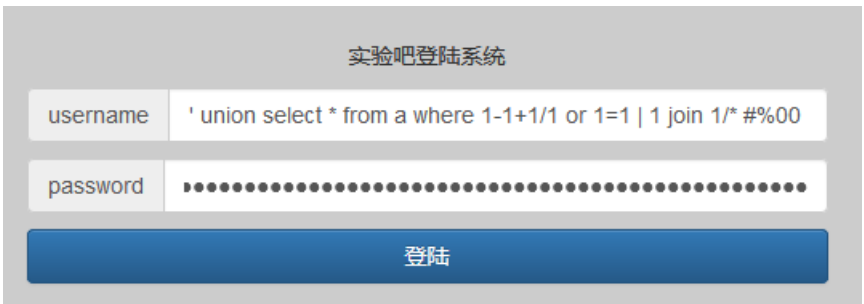 实验吧登陆系统
username ' union select * from a where 1-1+1/1 or 1=1 | 1 join 1/* #%00
password
登陆